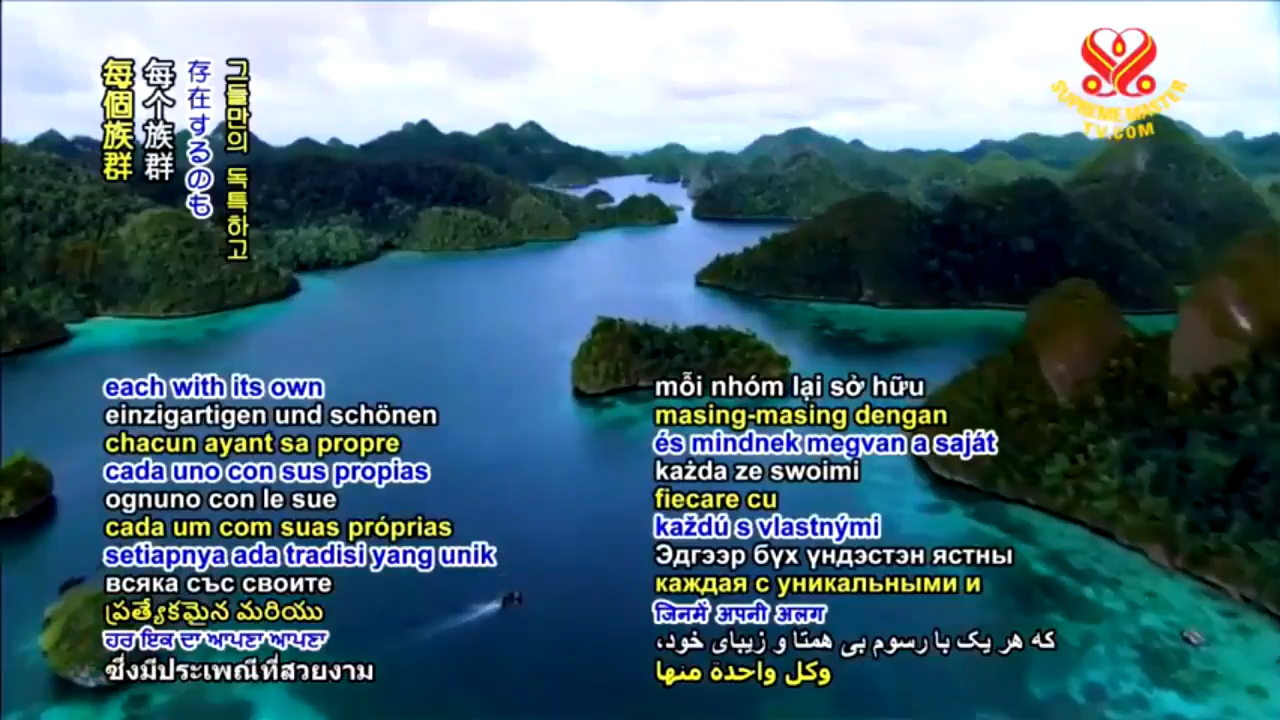 每個族群
每个族群
存在するのも
그들만의 독특하고
SUPREME MASTER
TV.COM
each with its own
einzigartigen und schönen
chacun ayant sa propre
cada uno con sus propias
ognuno con le sue
cada um com suas próprias
setiapnya ada tradisi yang unik
всяка със своите
ప్రత్యేకమైన మరియు
ਹਰ ਇਕ ਦਾ ਆਪਣਾ ਆਪਣਾ
ซึ่งมีประเพณีที่สวยงาม
mỗi nhóm lại sở hữu
masing-masing dengan
és mindnek megvan a saját
każda ze swoimi
fiecare cu
každú s vlastnými
Эдгээр бүх үндэстэн ястны
каждая с уникальными и
जिनमें अपनी अलग
که هر یک با رسوم بی همتا و زیبای خود،
وكل واحدة منها